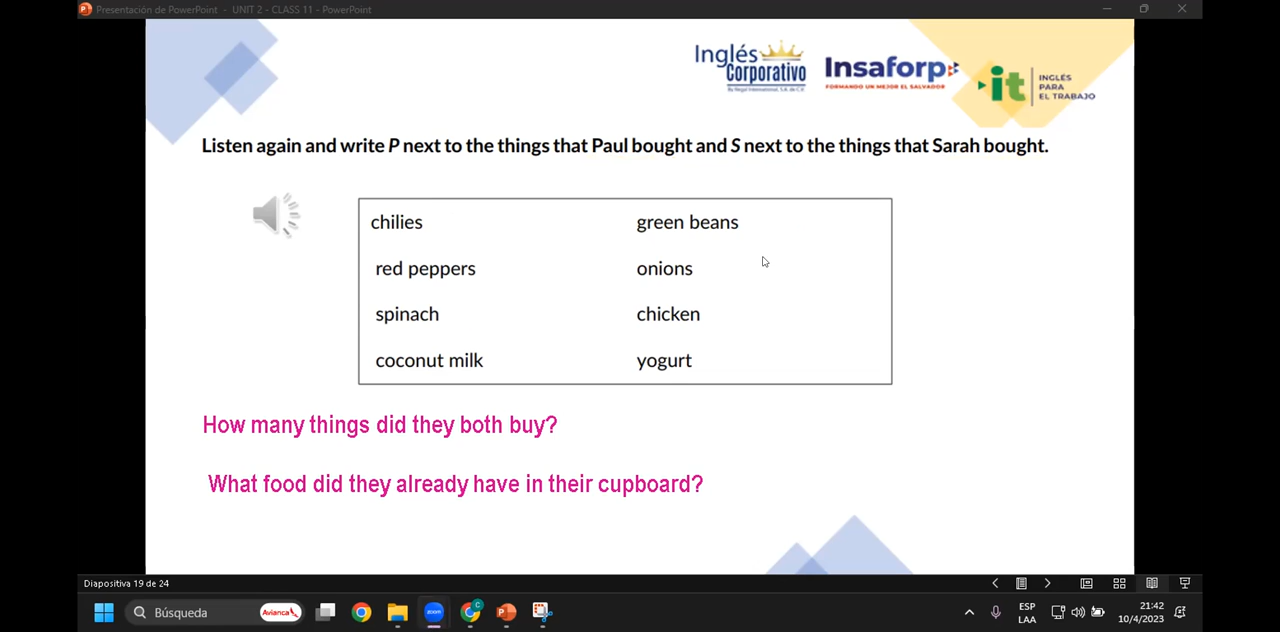 Presentación de PowerPoint - UNIT 2 - CLASS 11 - PowerPoint
Inglés
Corporativo
Insaforp
FORMANDO UN MEJOR EL SALVADOR
it
INGLÉS
PARA
EL TRABAJO
Listen again and write P next to the things that Paul bought and S next to the things that Sarah bought.
chilies green beans
red peppers onions
spinach chicken
coconut milk yogurt
How many things did they both buy?
What food did they already have in their cupboard?
Diapositiva 19 de 24
Búsqueda
Avianca
zoom
ESP
LAA
21:42
10/4/2023